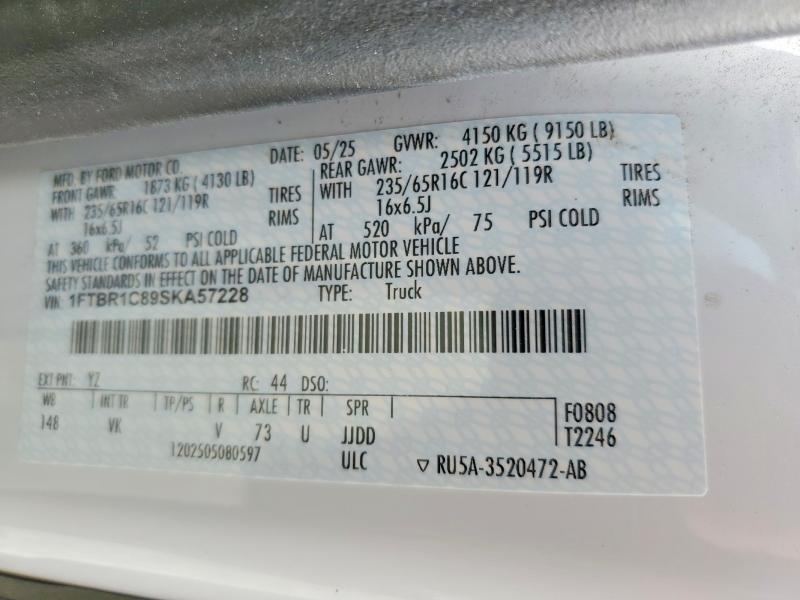 MFD. BY FORD MOTOR CO. DATE: 05/25 GVWR: 4150 KG ( 9150 LB)
FRONT GAWR: 1873 KG ( 4130 LB) REAR GAWR: 2502 KG ( 5515 LB)
WITH 235/65R16C 121/119R TIRES WITH 235/65R16C 121/119R TIRES
16x6.5J RIMS 16x6.5J RIMS
AT 360 kPa/ 52 PSI COLD AT 520 kPa/ 75 PSI COLD
THIS VEHICLE CONFORMS TO ALL APPLICABLE FEDERAL MOTOR VEHICLE
SAFETY STANDARDS IN EFFECT ON THE DATE OF MANUFACTURE SHOWN ABOVE.
VIN: 1FTBR1C89SKA57228 TYPE: Truck
EXT PNT: YZ RC: 44 DSO:
WB INT TR TP/PS R AXLE TR SPR F0808
148 VK V 73 U JJDD T2246
1202505080597 ULC ▽ RU5A-3520472-AB